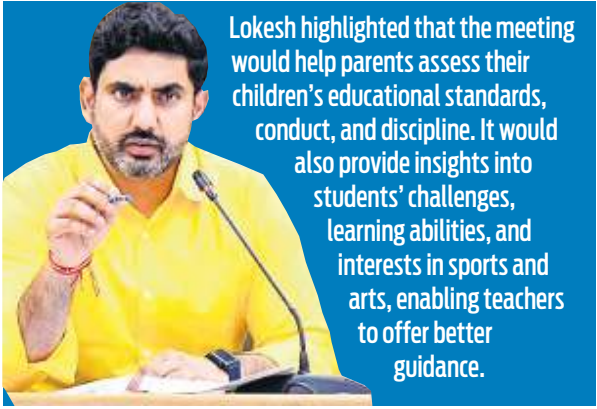 Lokesh highlighted that the meeting
would help parents assess their
children’s educational standards,
conduct, and discipline. It would
also provide insights into
students’ challenges,
learning abilities, and
interests in sports and
arts, enabling teachers
to offer better
guidance.